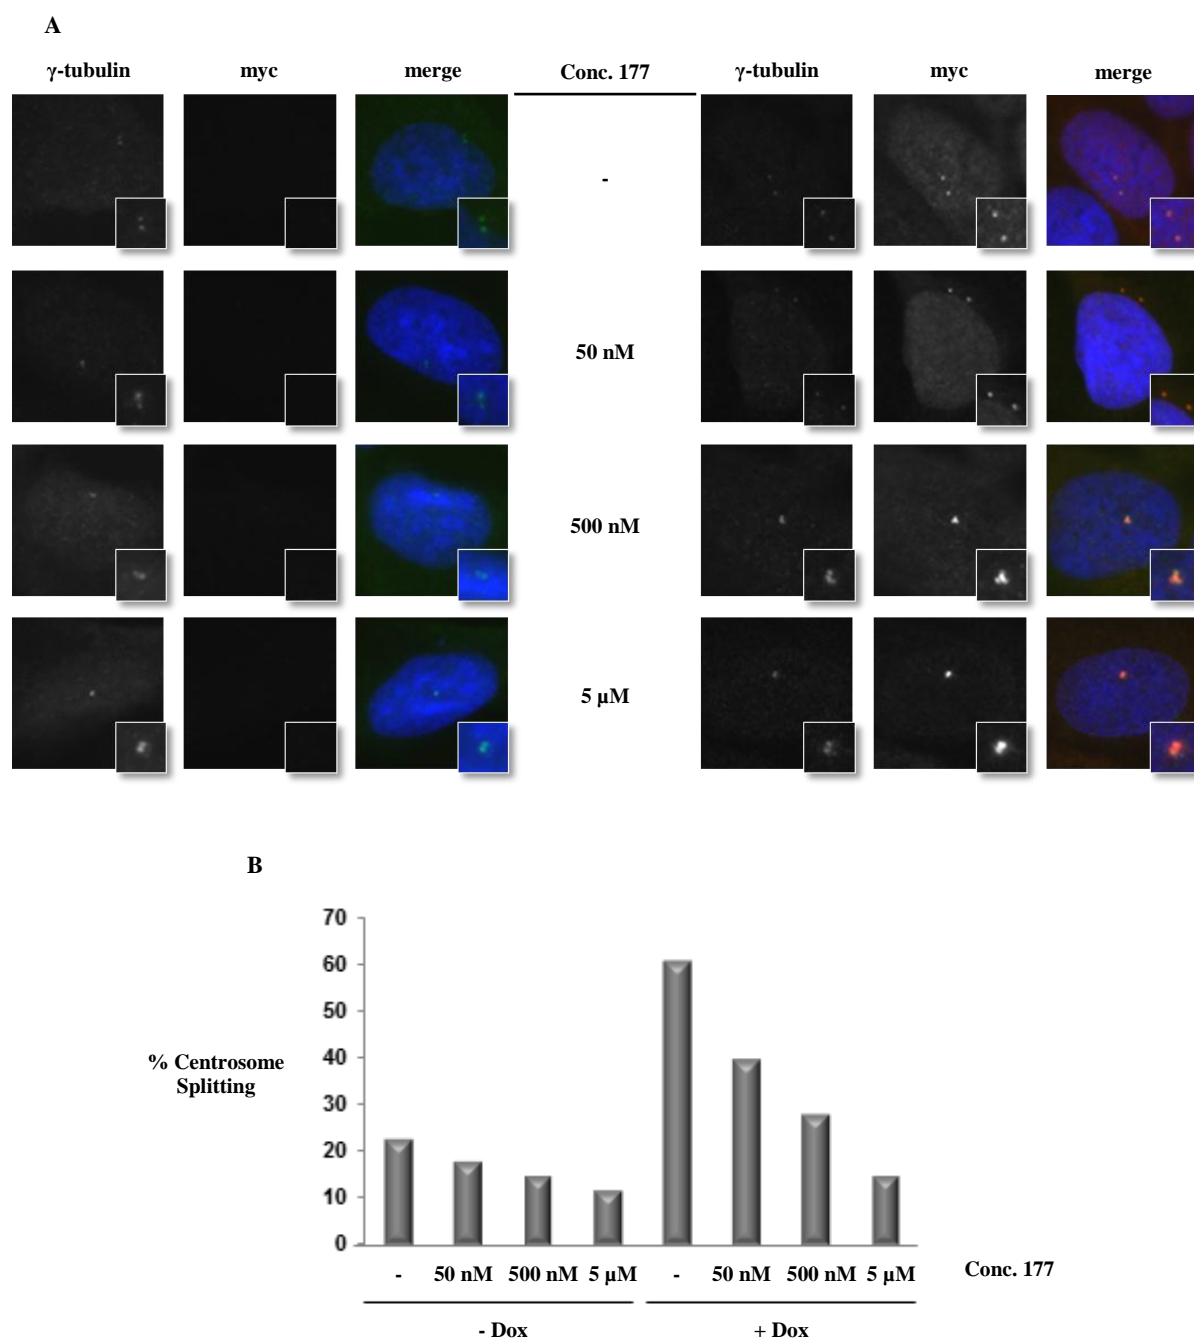 A
γ-tubulin myc merge Conc. 177 γ-tubulin myc merge
-
50 nM
500 nM
5 µM
B
70
60
50
40
30
20
10
0
% Centrosome
Splitting
- 50 nM 500 nM 5 µM - 50 nM 500 nM 5 µM Conc. 177
- Dox + Dox